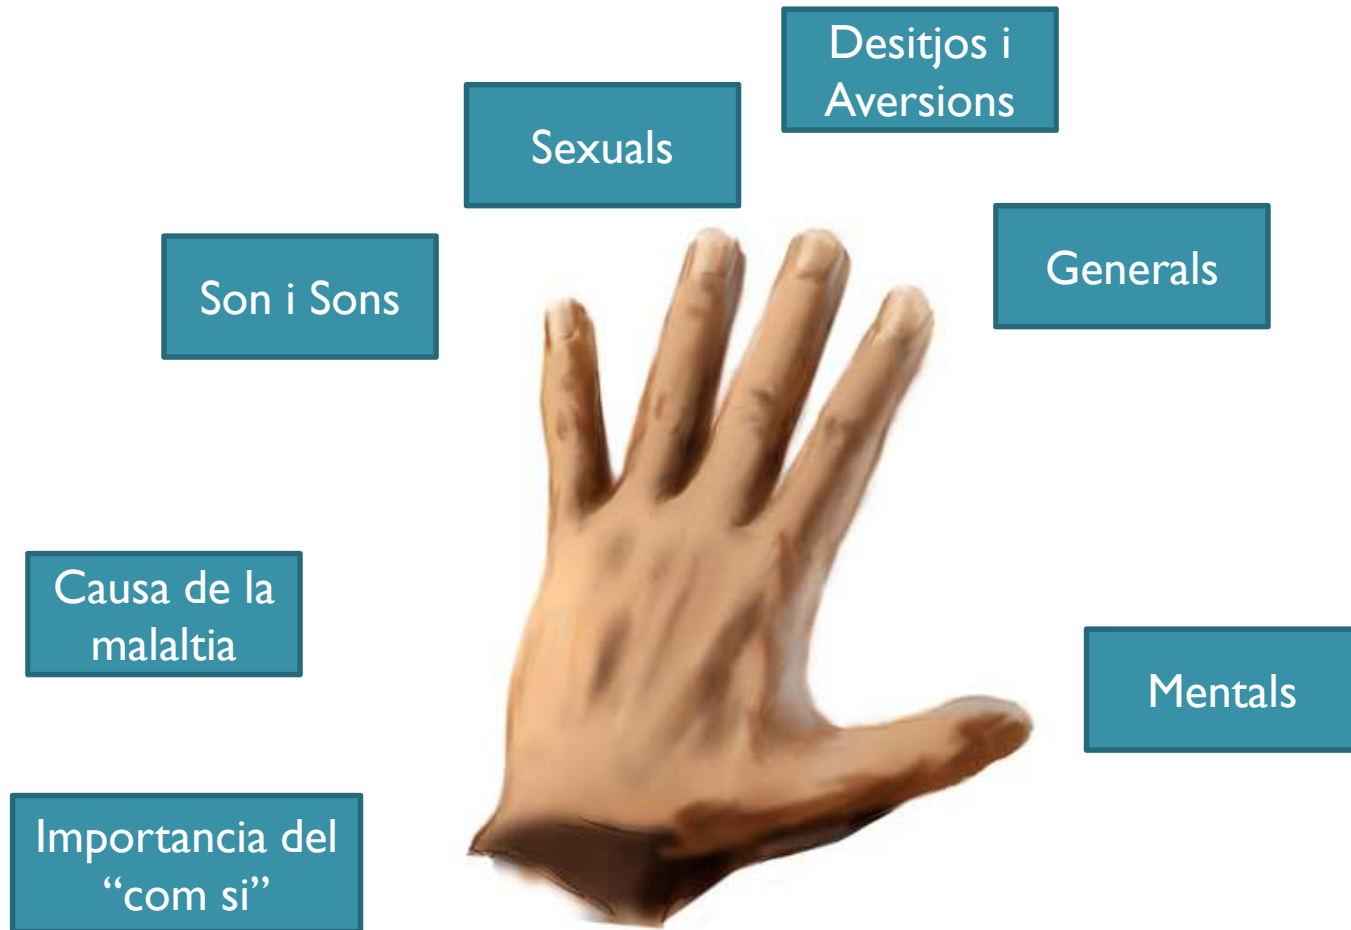 Desitjos i
Aversions
Sexuals
Generals
Son i Sons
Causa de la
malaltia
Mentals
Importancia del
“com si”